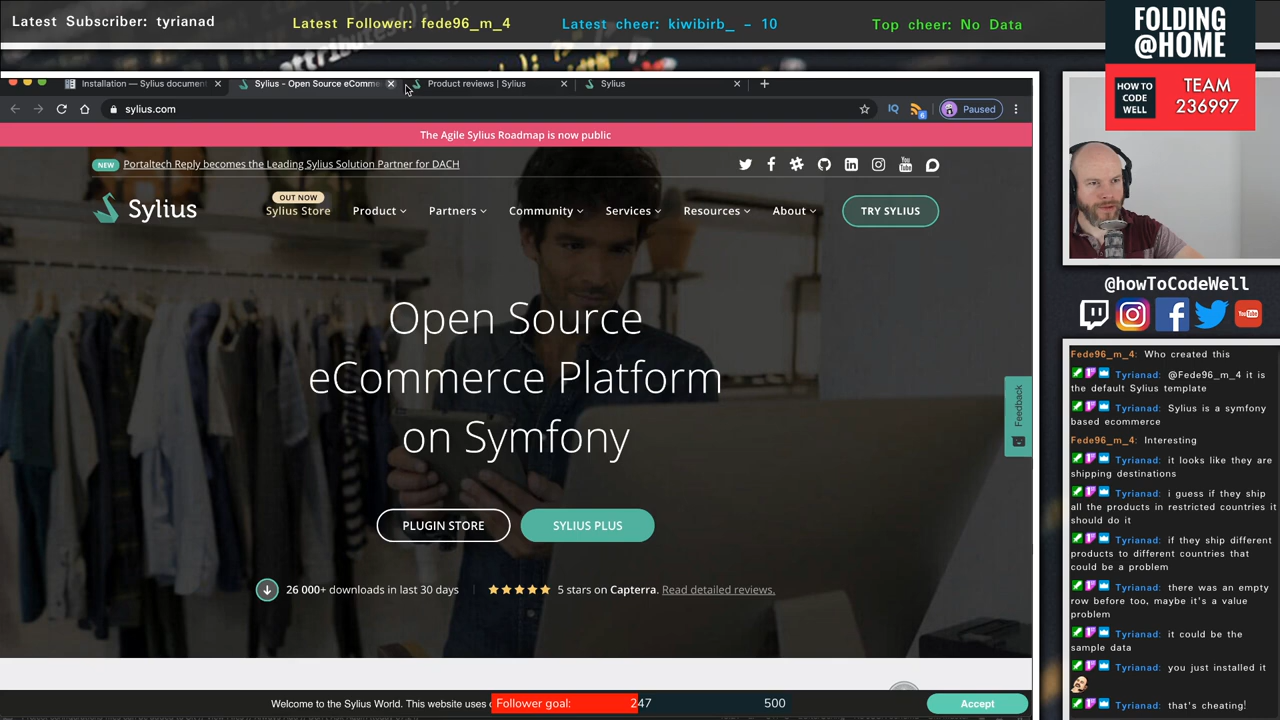 Latest Subscriber: tyrianad
Latest Follower: fede96_m_4
Latest cheer: kiwibirb_ - 10
Top cheer: No Data
FOLDING
@HOME
HOW TO
CODE
WELL
TEAM
236997
Installation — Sylius document
Sylius - Open Source eComme
Product reviews | Sylius
Sylius
sylius.com
IQ
6
Paused
The Agile Sylius Roadmap is now public
NEW
Portaltech Reply becomes the Leading Sylius Solution Partner for DACH
You
Tube
Sylius
OUT NOW
Sylius Store
Product
Partners
Community
Services
Resources
About
TRY SYLIUS
Open Source
eCommerce Platform
on Symfony
PLUGIN STORE
SYLIUS PLUS
26 000+ downloads in last 30 days
5 stars on Capterra. Read detailed reviews.
Feedback
Welcome to the Sylius World. This website uses
Follower goal:
247
500
Accept
@howToCodeWell
You Tube
Fede96_m_4: Who created this
Tyrianad: @Fede96_m_4 it is
the default Sylius template
Tyrianad: Sylius is a symfony
based ecommerce
Fede96_m_4: Interesting
Tyrianad: it looks like they are
shipping destinations
Tyrianad: i guess if they ship
all the products in restricted countries it
should do it
Tyrianad: if they ship different
products to different countries that
could be a problem
Tyrianad: there was an empty
row before too, maybe it's a value
problem
Tyrianad: it could be the
sample data
Tyrianad: you just installed it
Tyrianad: that's cheating!